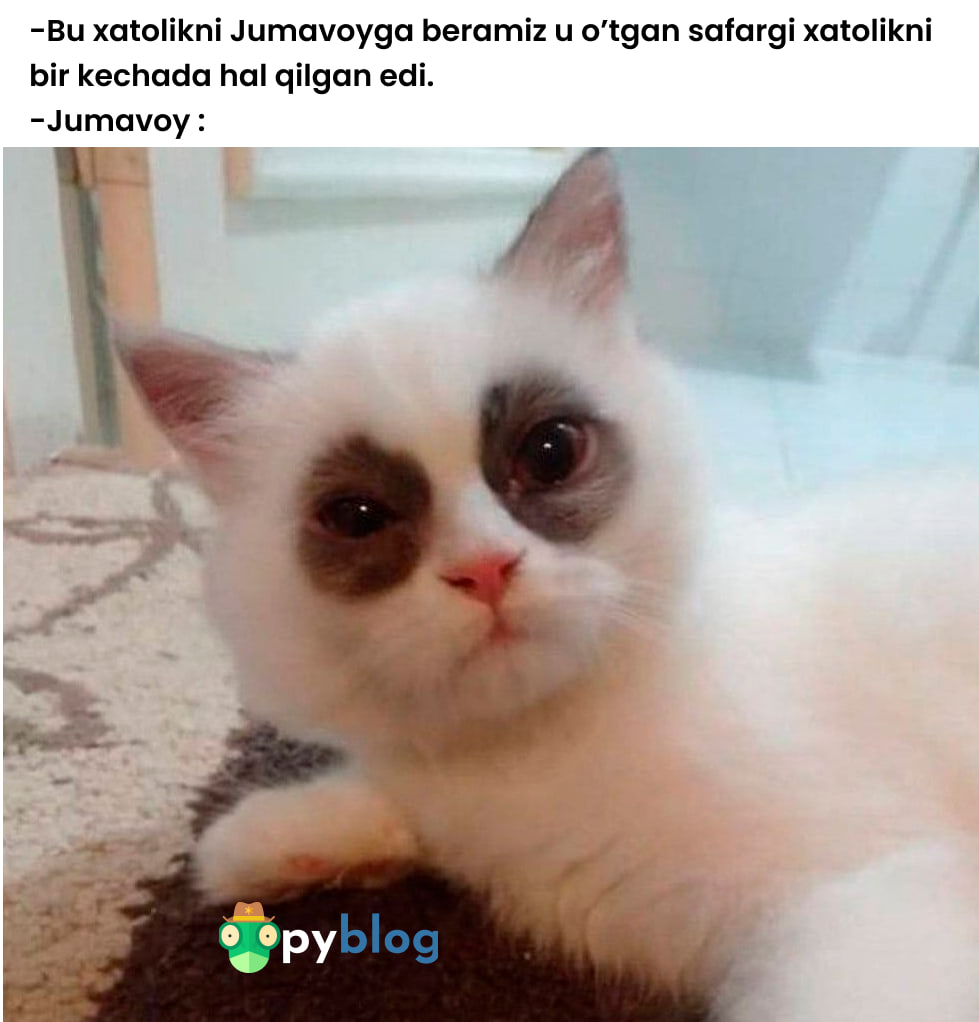 -Bu xatolikni Jumavoyga beramiz u o’tgan safargi xatolikni
bir kechada hal qilgan edi.
-Jumavoy :
pyblog